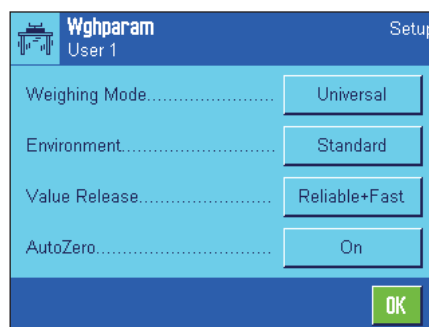 Wghparam
User 1
Setup
Weighing Mode........................ Universal
Environment............................. Standard
Value Release......................... Reliable+Fast
AutoZero................................. On
OK